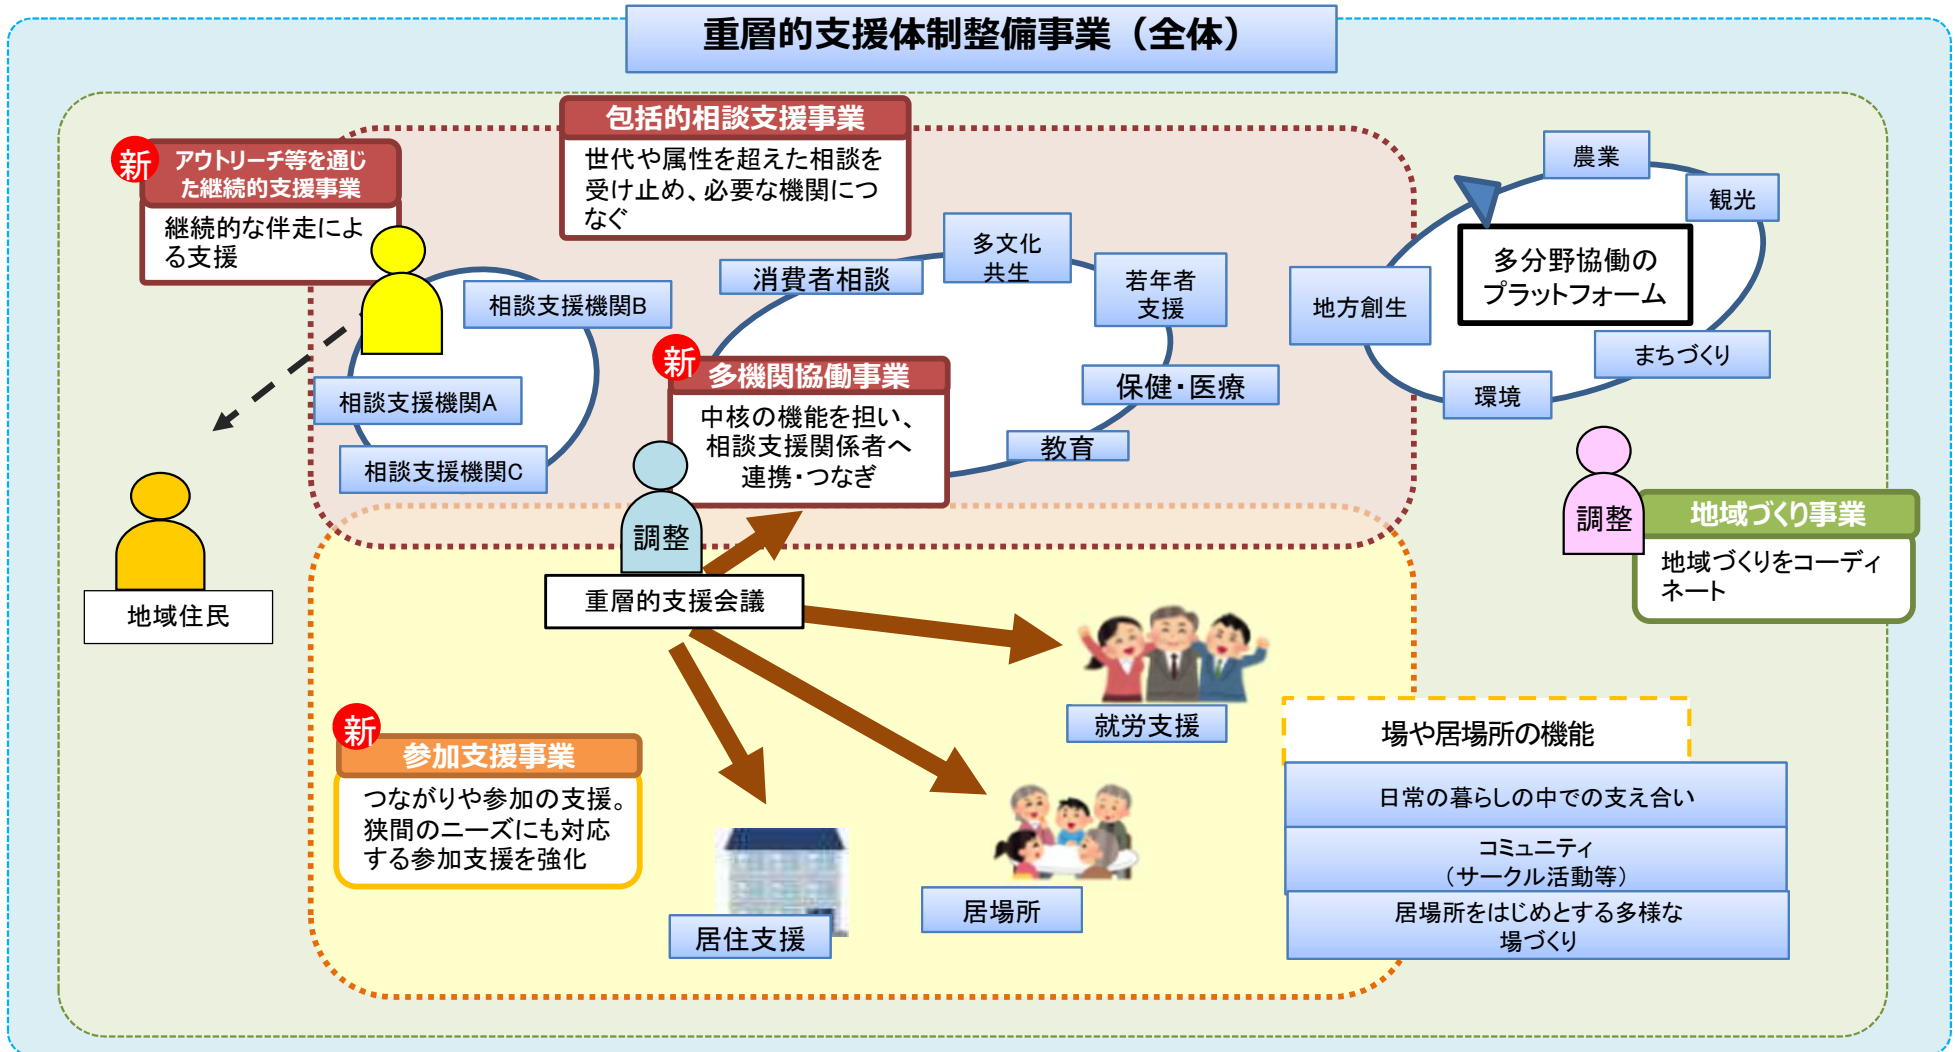 重層的支援体制整備事業（全体）
包括的相談支援事業
世代や属性を超えた相談を
受け止め、必要な機関につ
なぐ
新
アウトリーチ等を通じ
た継続的支援事業
継続的な伴走によ
る支援
相談支援機関B
相談支援機関A
相談支援機関C
地域住民
消費者相談
多文化
共生
若年者
支援
保健・医療
教育
新
多機関協働事業
中核の機能を担い、
相談支援関係者へ
連携・つなぎ
調整
重層的支援会議
農業
観光
地方創生
多分野協働の
プラットフォーム
まちづくり
環境
調整
地域づくり事業
地域づくりをコーディ
ネート
新
参加支援事業
つながりや参加の支援。
狭間のニーズにも対応
する参加支援を強化
就労支援
居場所
居住支援
場や居場所の機能
日常の暮らしの中での支え合い
コミュニティ
（サークル活動等）
居場所をはじめとする多様な
場づくり